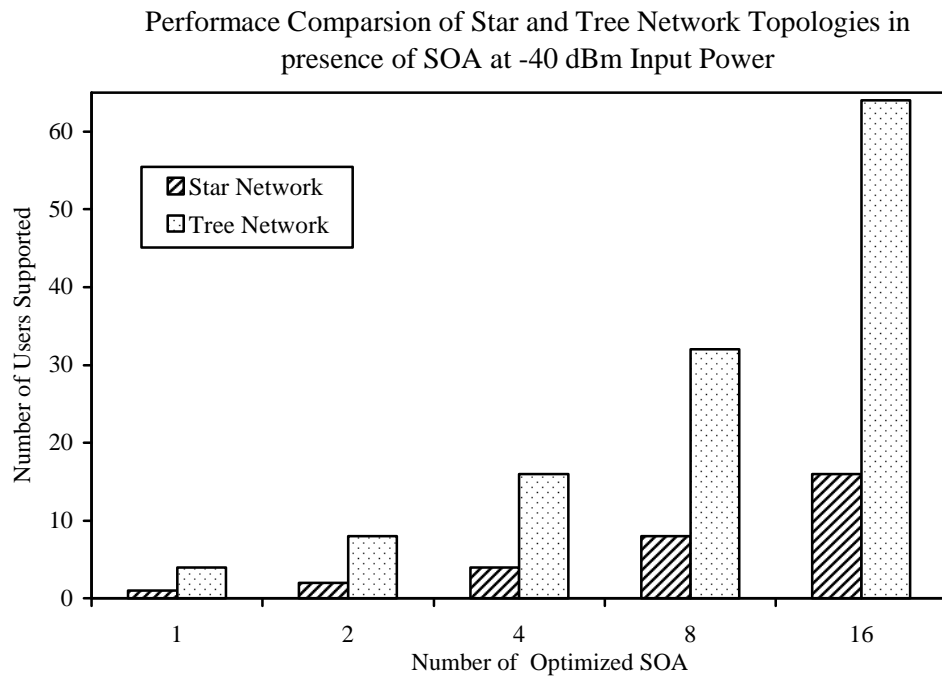 Performace Comparsion of Star and Tree Network Topologies in
presence of SOA at -40 dBm Input Power
Number of Users Supported
60
50
40
30
20
10
0
Star Network
Tree Network
1 2 4 8 16
Number of Optimized SOA